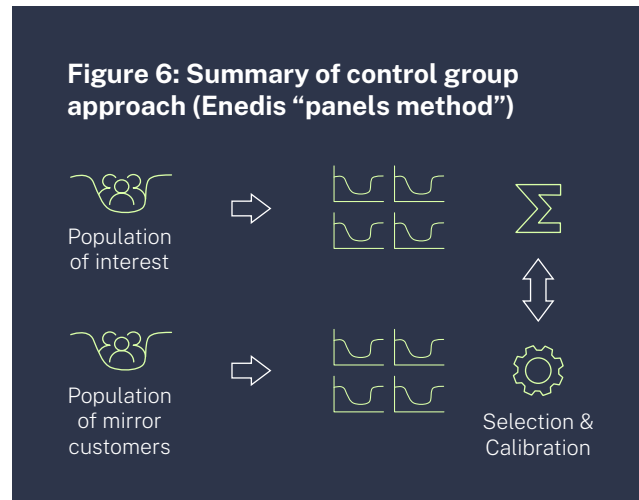 Figure 6: Summary of control group
approach (Enedis “panels method”)
Population
of interest
Population
of mirror
customers
Selection &
Calibration